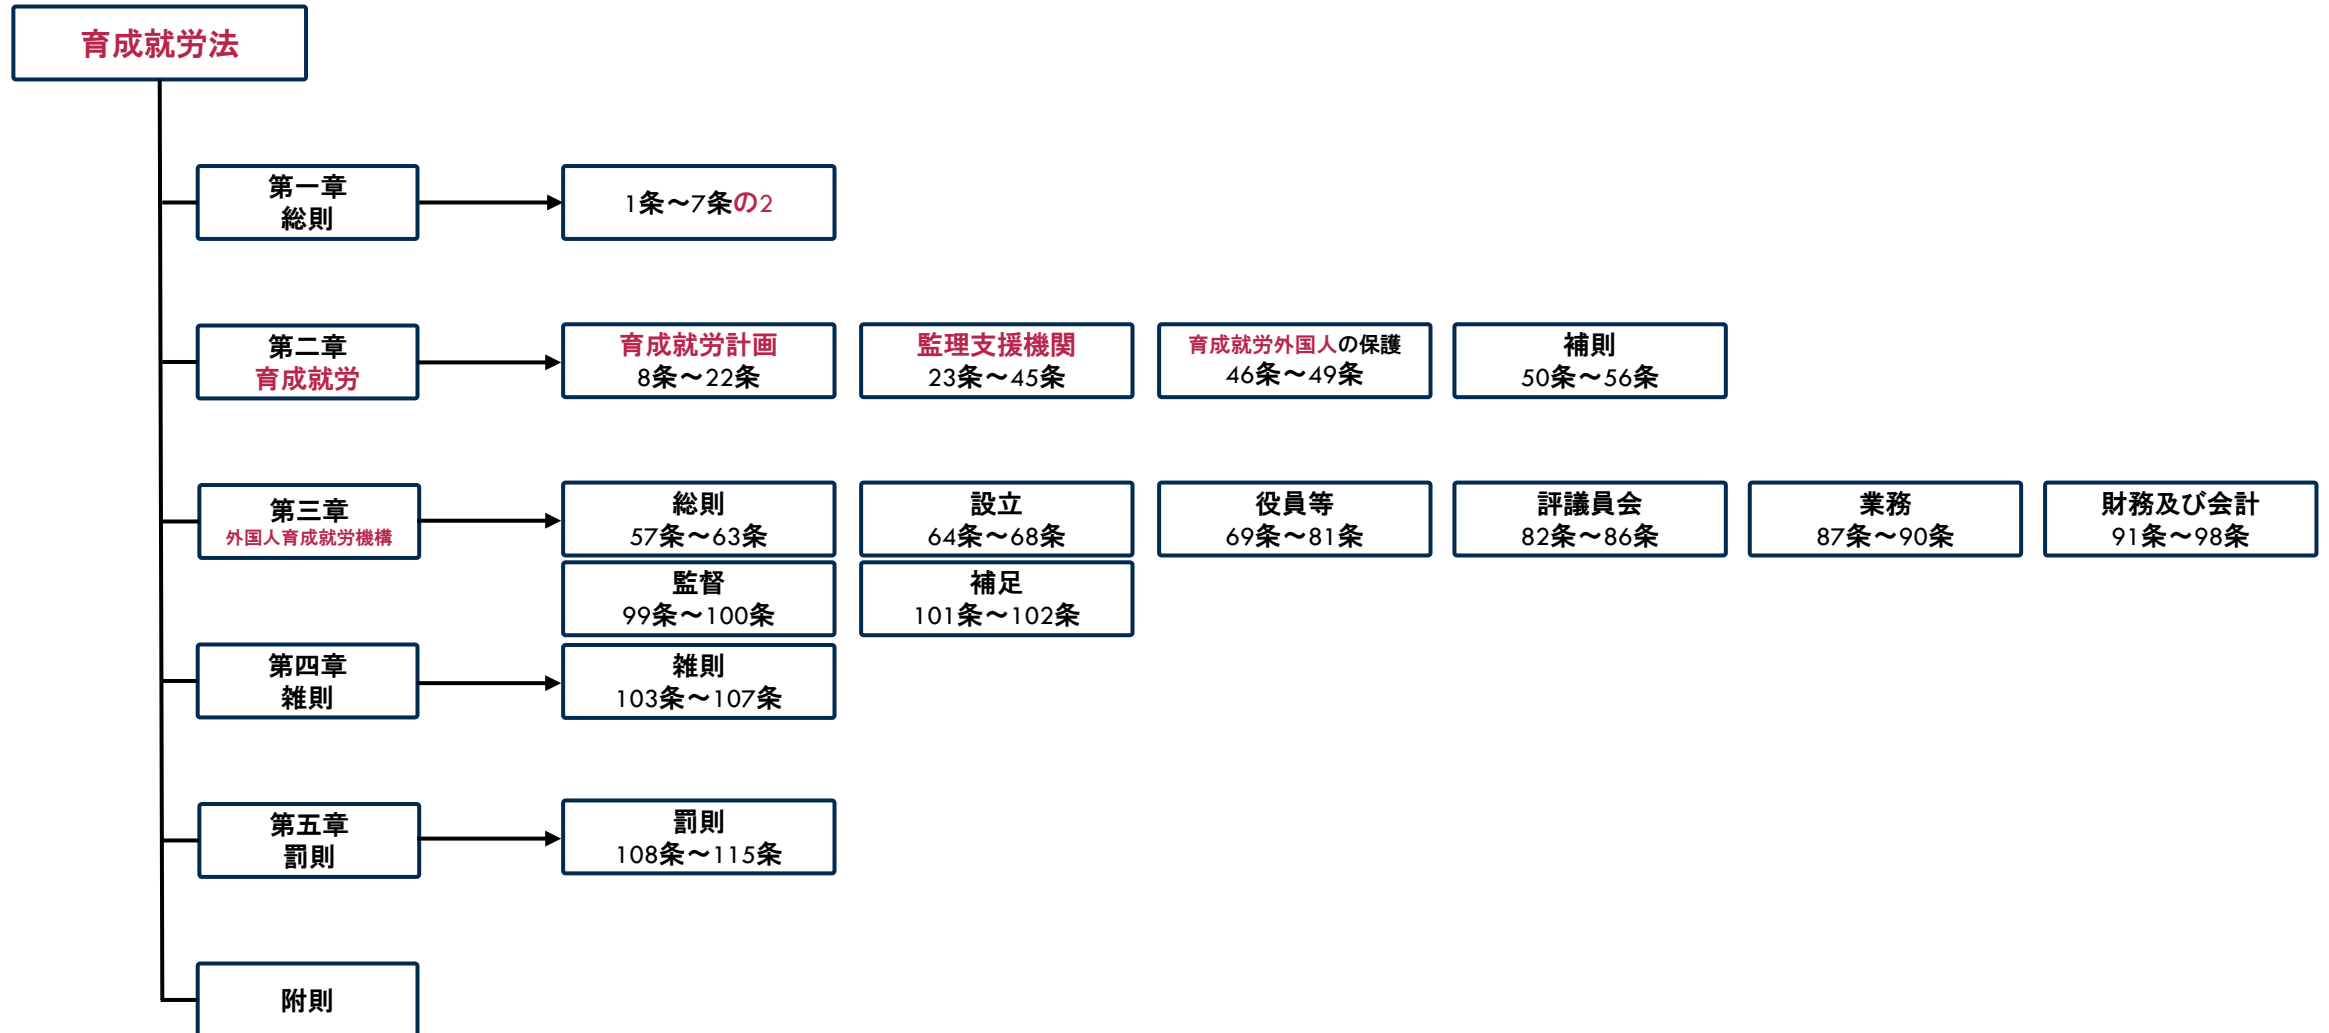 育成就労法
第一章
総則
1条～7条の2
第二章
育成就労
育成就労計画
8条～22条
監理支援機関
23条～45条
育成就労外国人の保護
46条～49条
補則
50条～56条
第三章
外国人育成就労機構
総則
57条～63条
設立
64条～68条
役員等
69条～81条
評議員会
82条～86条
業務
87条～90条
財務及び会計
91条～98条
監督
99条～100条
補足
101条～102条
第四章
雑則
雑則
103条～107条
第五章
罰則
罰則
108条～115条
附則